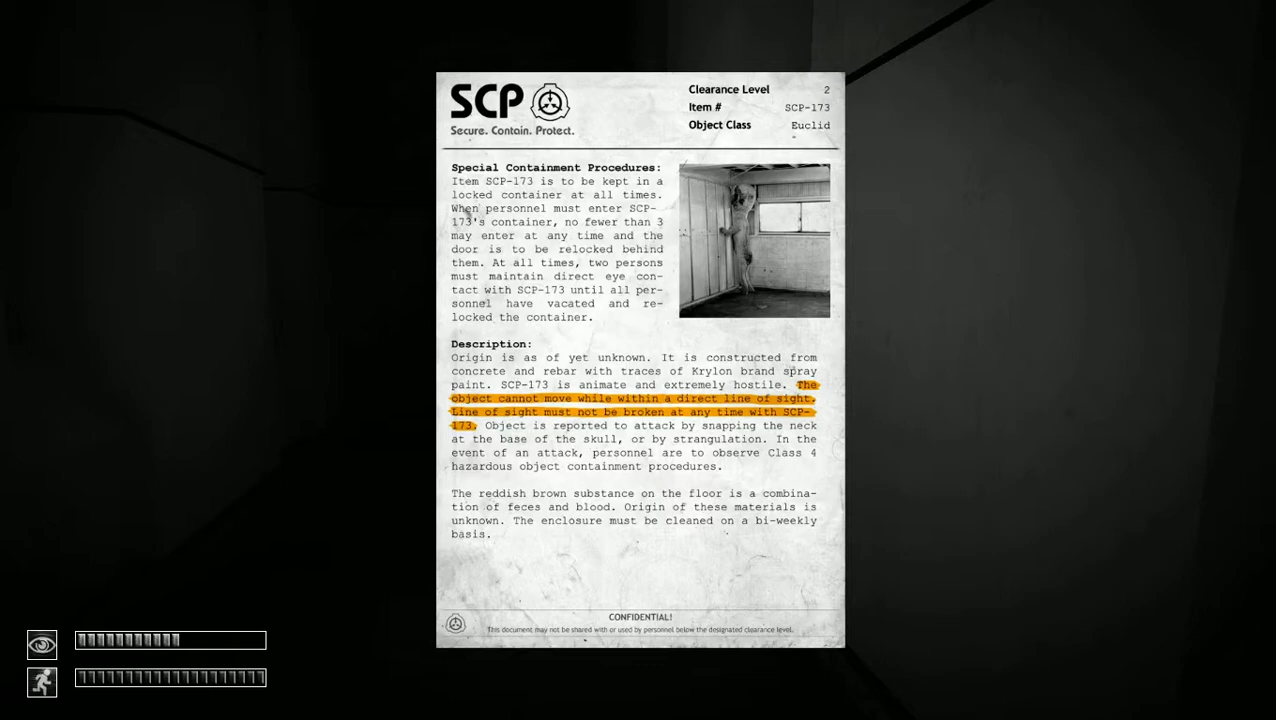 SCP
Secure. Contain. Protect.
Clearance Level 2
Item # SCP-173
Object Class Euclid
Special Containment Procedures:
Item SCP-173 is to be kept in a
locked container at all times.
When personnel must enter SCP-
173's container, no fewer than 3
may enter at any time and the
door is to be relocked behind
them. At all times, two persons
must maintain direct eye con-
tact with SCP-173 until all per-
sonnel have vacated and re-
locked the container.
Description:
Origin is as of yet unknown. It is constructed from
concrete and rebar with traces of Krylon brand spray
paint. SCP-173 is animate and extremely hostile. The
object cannot move while within a direct line of sight.
Line of sight must not be broken at any time with SCP-
173. Object is reported to attack by snapping the neck
at the base of the skull, or by strangulation. In the
event of an attack, personnel are to observe Class 4
hazardous object containment procedures.
The reddish brown substance on the floor is a combina-
tion of feces and blood. Origin of these materials is
unknown. The enclosure must be cleaned on a bi-weekly
basis.
CONFIDENTIAL!
This document may not be shared with or used by personnel below the designated clearance level.